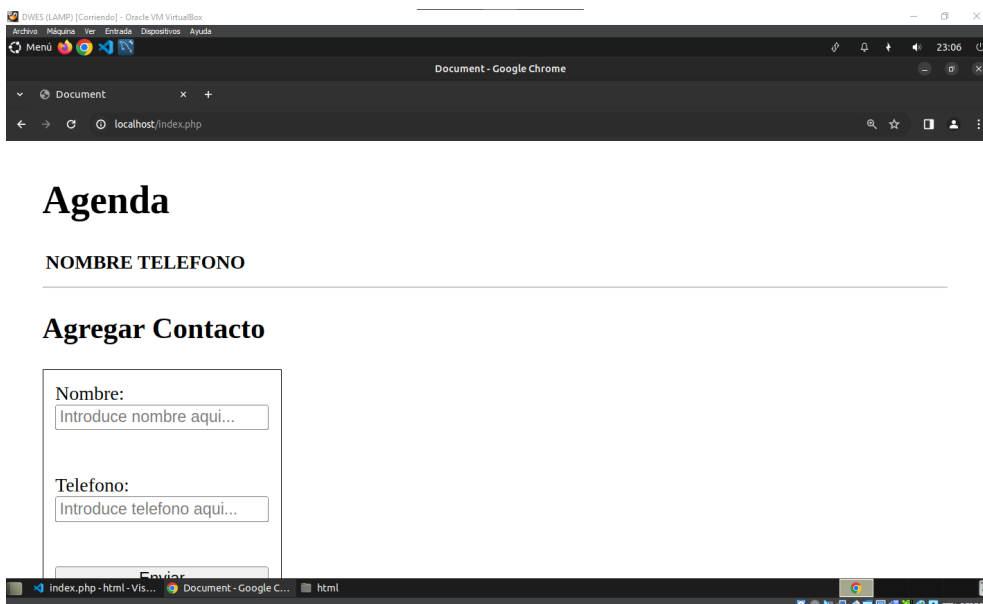 DWES (LAMP) [Corriendo] - Oracle VM VirtualBox
Archivo Máquina Ver Entrada Dispositivos Ayuda
Menú 23:06
Document - Google Chrome
Document
localhost/index.php
Agenda
NOMBRE TELEFONO
Agregar Contacto
Nombre:
Introduce nombre aqui...
Telefono:
Introduce telefono aqui...
Enviar
index.php - html - Vis... Document - Google C... html